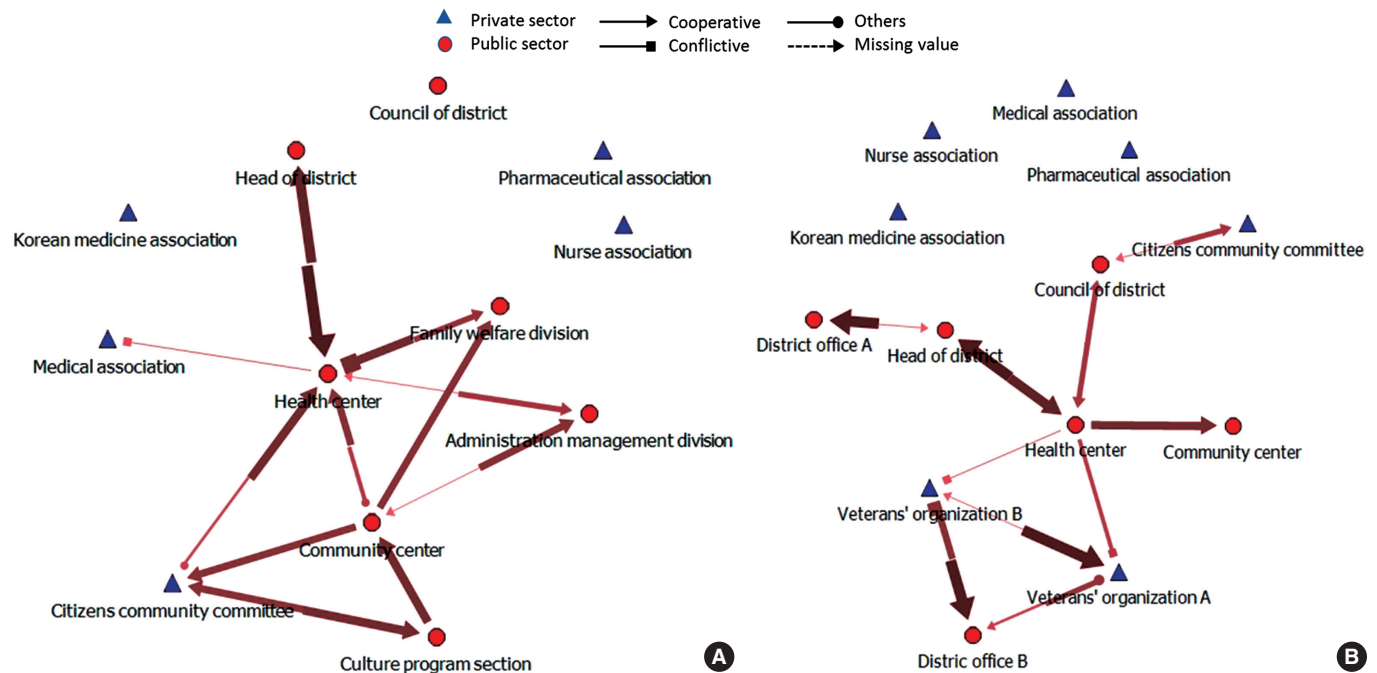 Private sector
Cooperative
Others
Public sector
Conflictive
Missing value
Council of district
Head of district
Pharmaceutical association
Korean medicine association
Nurse association
Family welfare division
Medical association
Health center
Administration management division
Community center
Citizens community committee
Culture program section
A
Medical association
Nurse association
Pharmaceutical association
Korean medicine association
Citizens community committee
Council of district
District office A
Head of district
Health center
Community center
Veterans' organization B
Veterans' organization A
Distric office B
B